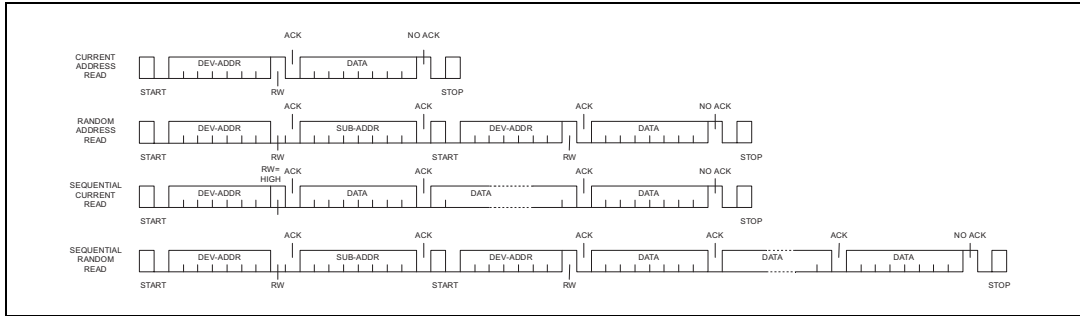 ACK NO ACK
CURRENT
ADDRESS
READ
DEV-ADDR DATA
START RW STOP
ACK ACK ACK NO ACK
RANDOM
ADDRESS
READ
DEV-ADDR SUB-ADDR DEV-ADDR DATA
START RW START RW STOP
RW=
HIGH
ACK ACK ACK NO ACK
SEQUENTIAL
CURRENT
READ
DEV-ADDR DATA DATA DATA
START STOP
ACK ACK ACK ACK ACK NO ACK
SEQUENTIAL
RANDOM
READ
DEV-ADDR SUB-ADDR DEV-ADDR DATA DATA DATA
START RW START RW STOP